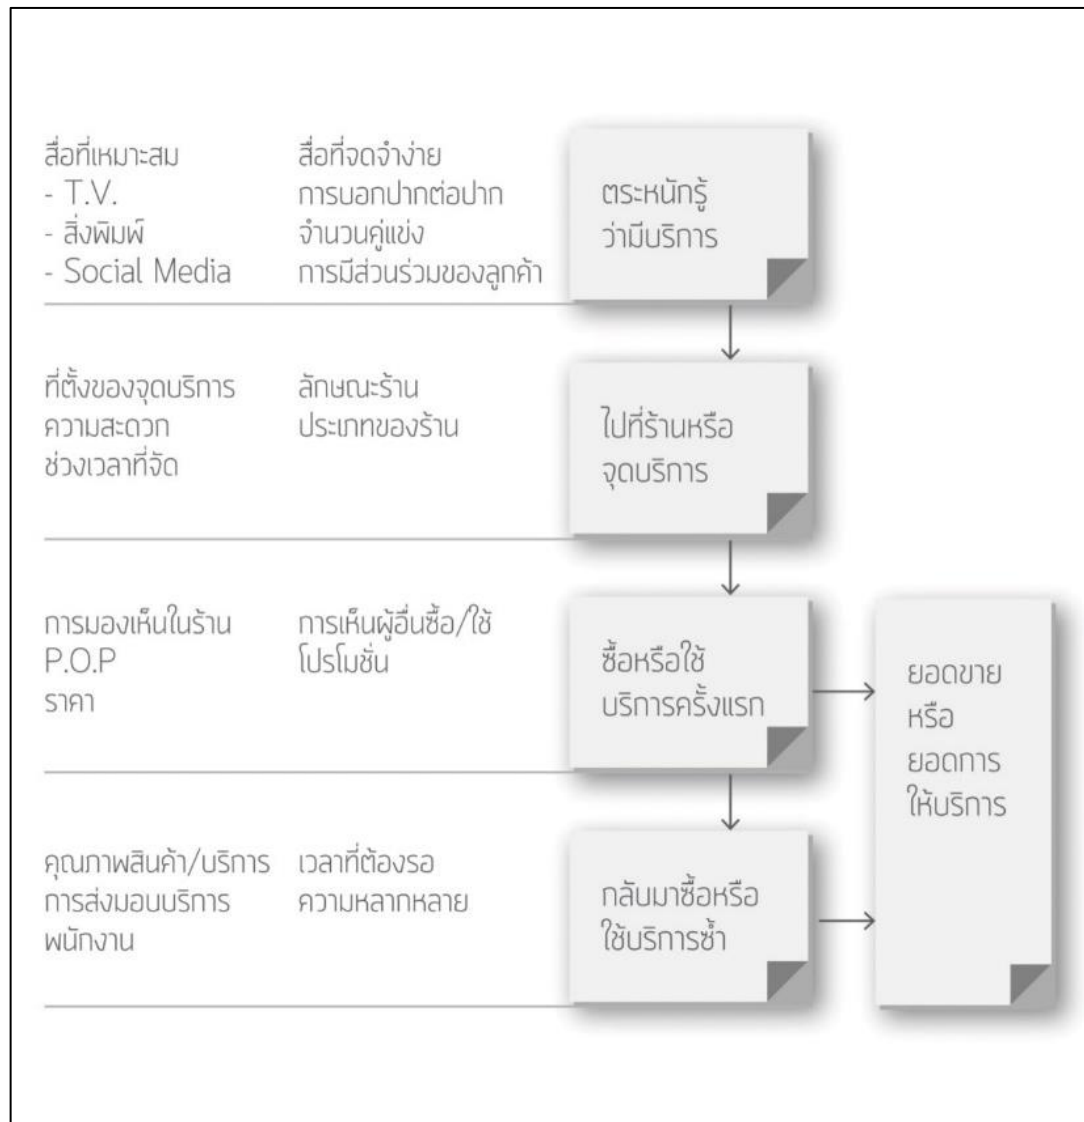 สื่อที่เหมาะสม
- T.V.
- สิ่งพิมพ์
- Social Media
สื่อที่จดจำง่าย
การบอกปากต่อปาก
จำนวนคู่แข่ง
การมีส่วนร่วมของลูกค้า
ตระหนักรู้
ว่ามีบริการ
ที่ตั้งของจุดบริการ
ความสะดวก
ช่วงเวลาที่จัด
ลักษณะร้าน
ประเภทของร้าน
ไปที่ร้านหรือ
จุดบริการ
การมองเห็นในร้าน
P.O.P
ราคา
การเห็นผู้อื่นซื้อ/ใช้
โปรโมชั่น
ซื้อหรือใช้
บริการครั้งแรก
ยอดขาย
หรือ
ยอดการ
ให้บริการ
คุณภาพสินค้า/บริการ
การส่งมอบบริการ
พนักงาน
เวลาที่ต้องรอ
ความหลากหลาย
กลับมาซื้อหรือ
ใช้บริการซ้ำ